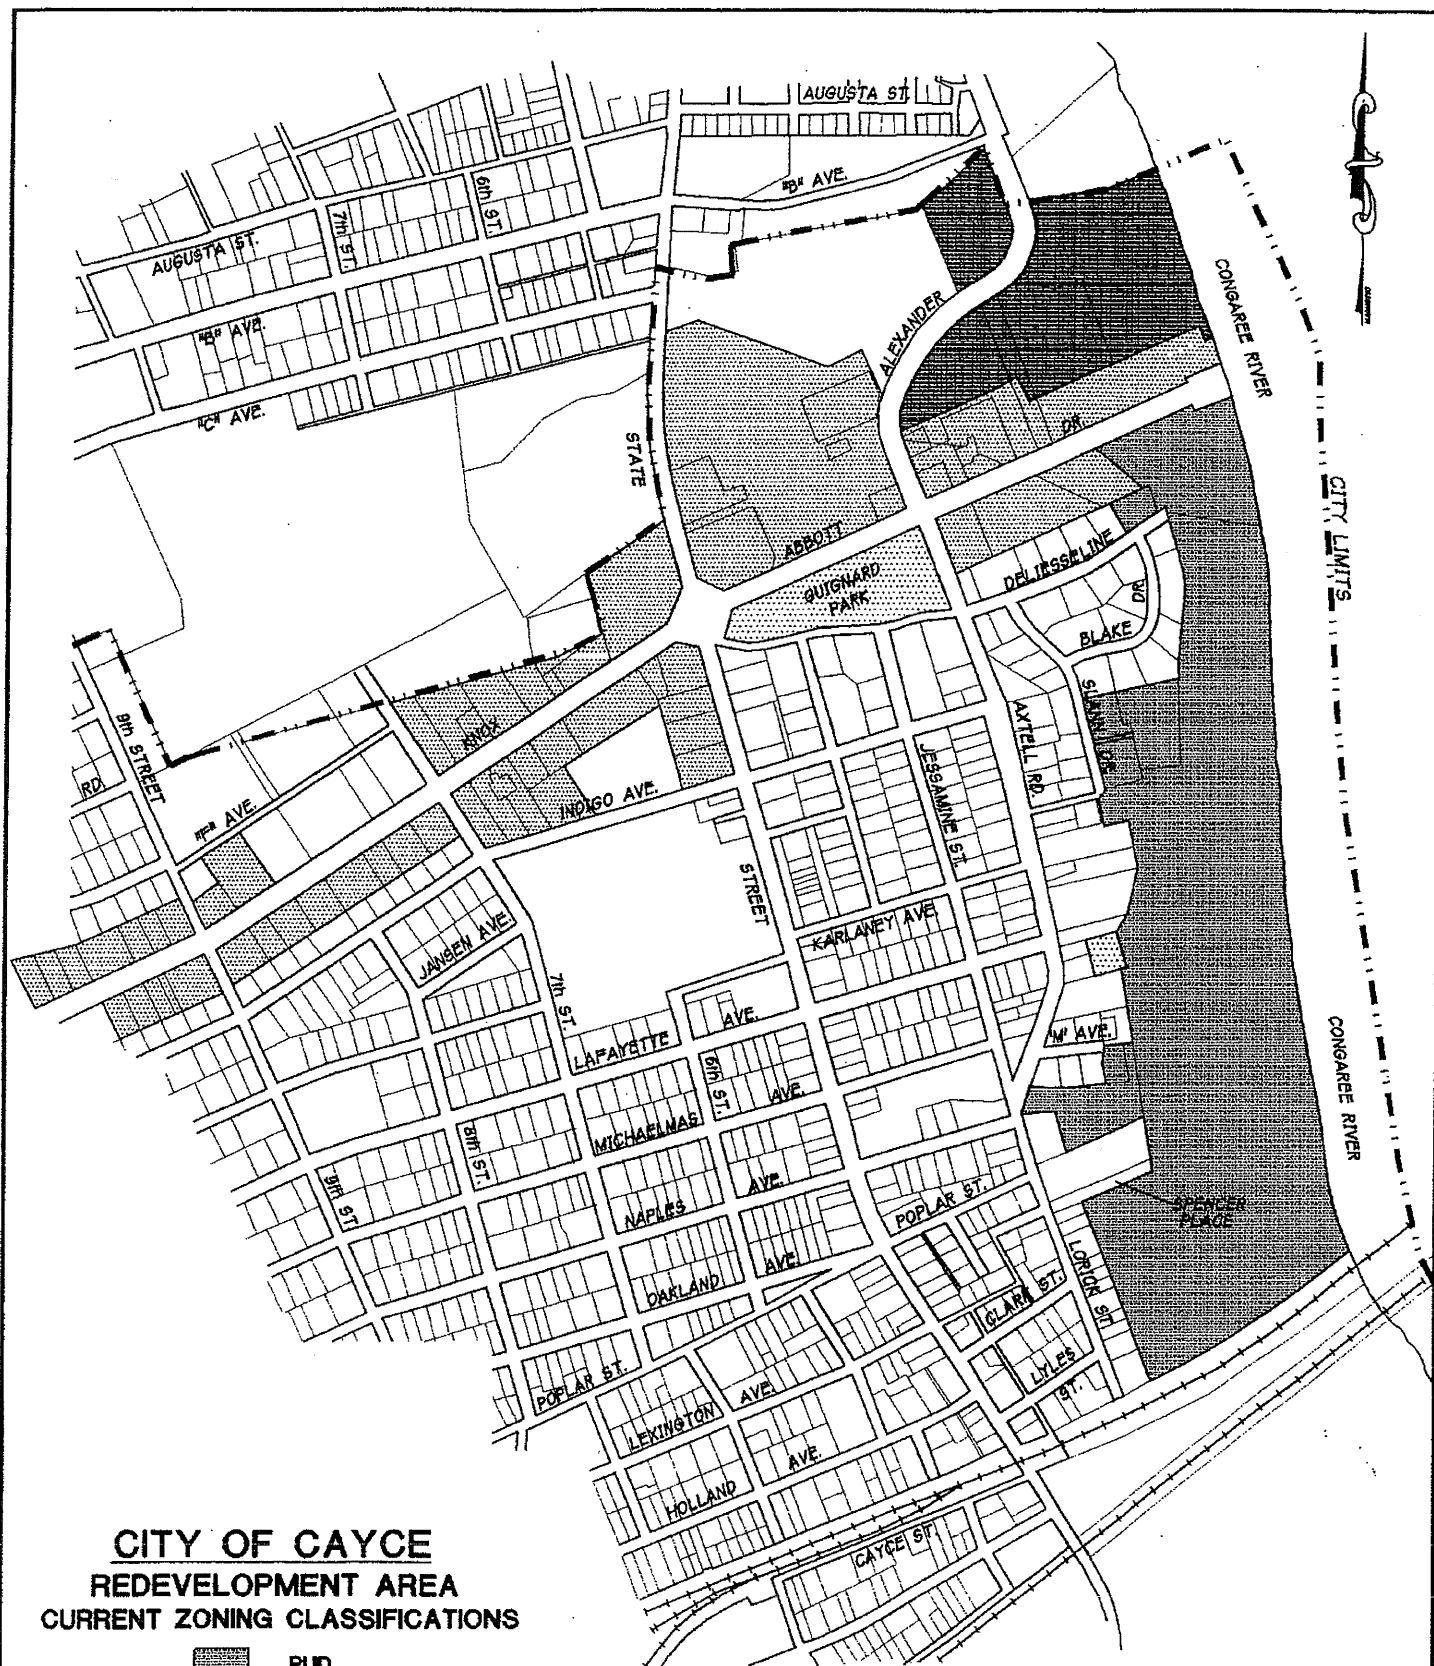 AUGUSTA ST.
"B" AVE.
6th ST.
7th ST.
AUGUSTA ST.
"B" AVE.
"C" AVE.
CONGAREE RIVER
ALEXANDER
STATE
DR.
CITY LIMITS
ABBOTT
GUIGNARD
PARK
DELIESSELINE
DR.
BLAKE
KNOX
SUANN DR.
9th STREET
RD.
AXTELL RD.
JESSAMINE ST.
"F" AVE.
INDIGO AVE.
STREET
KARLANEY AVE.
JANSEN AVE.
7th ST.
AVE.
LAFAYETTE
'M' AVE.
CONGAREE RIVER
6th ST.
AVE.
MICHAELMAS
8th ST.
9th ST
AVE.
NAPLES
POPLAR ST.
SPENCER
PLACE
AVE.
OAKLAND
LORICK ST
CLARK ST.
LYLES
ST.
POPLAR ST.
AVE.
LEXINGTON
AVE.
HOLLAND
CAYCE ST.
CITY OF CAYCE
REDEVELOPMENT AREA
CURRENT ZONING CLASSIFICATIONS
PUD